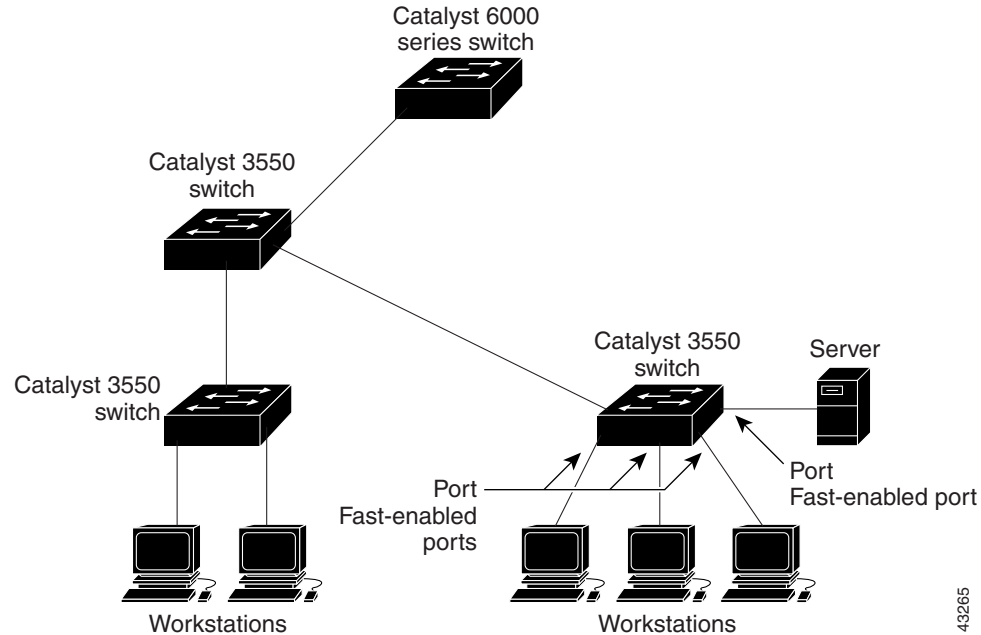 Catalyst 6000
series switch
Catalyst 3550
switch
Catalyst 3550
switch
Server
Catalyst 3550
switch
Port
Fast-enabled port
Port
Fast-enabled
ports
Workstations
Workstations
43265